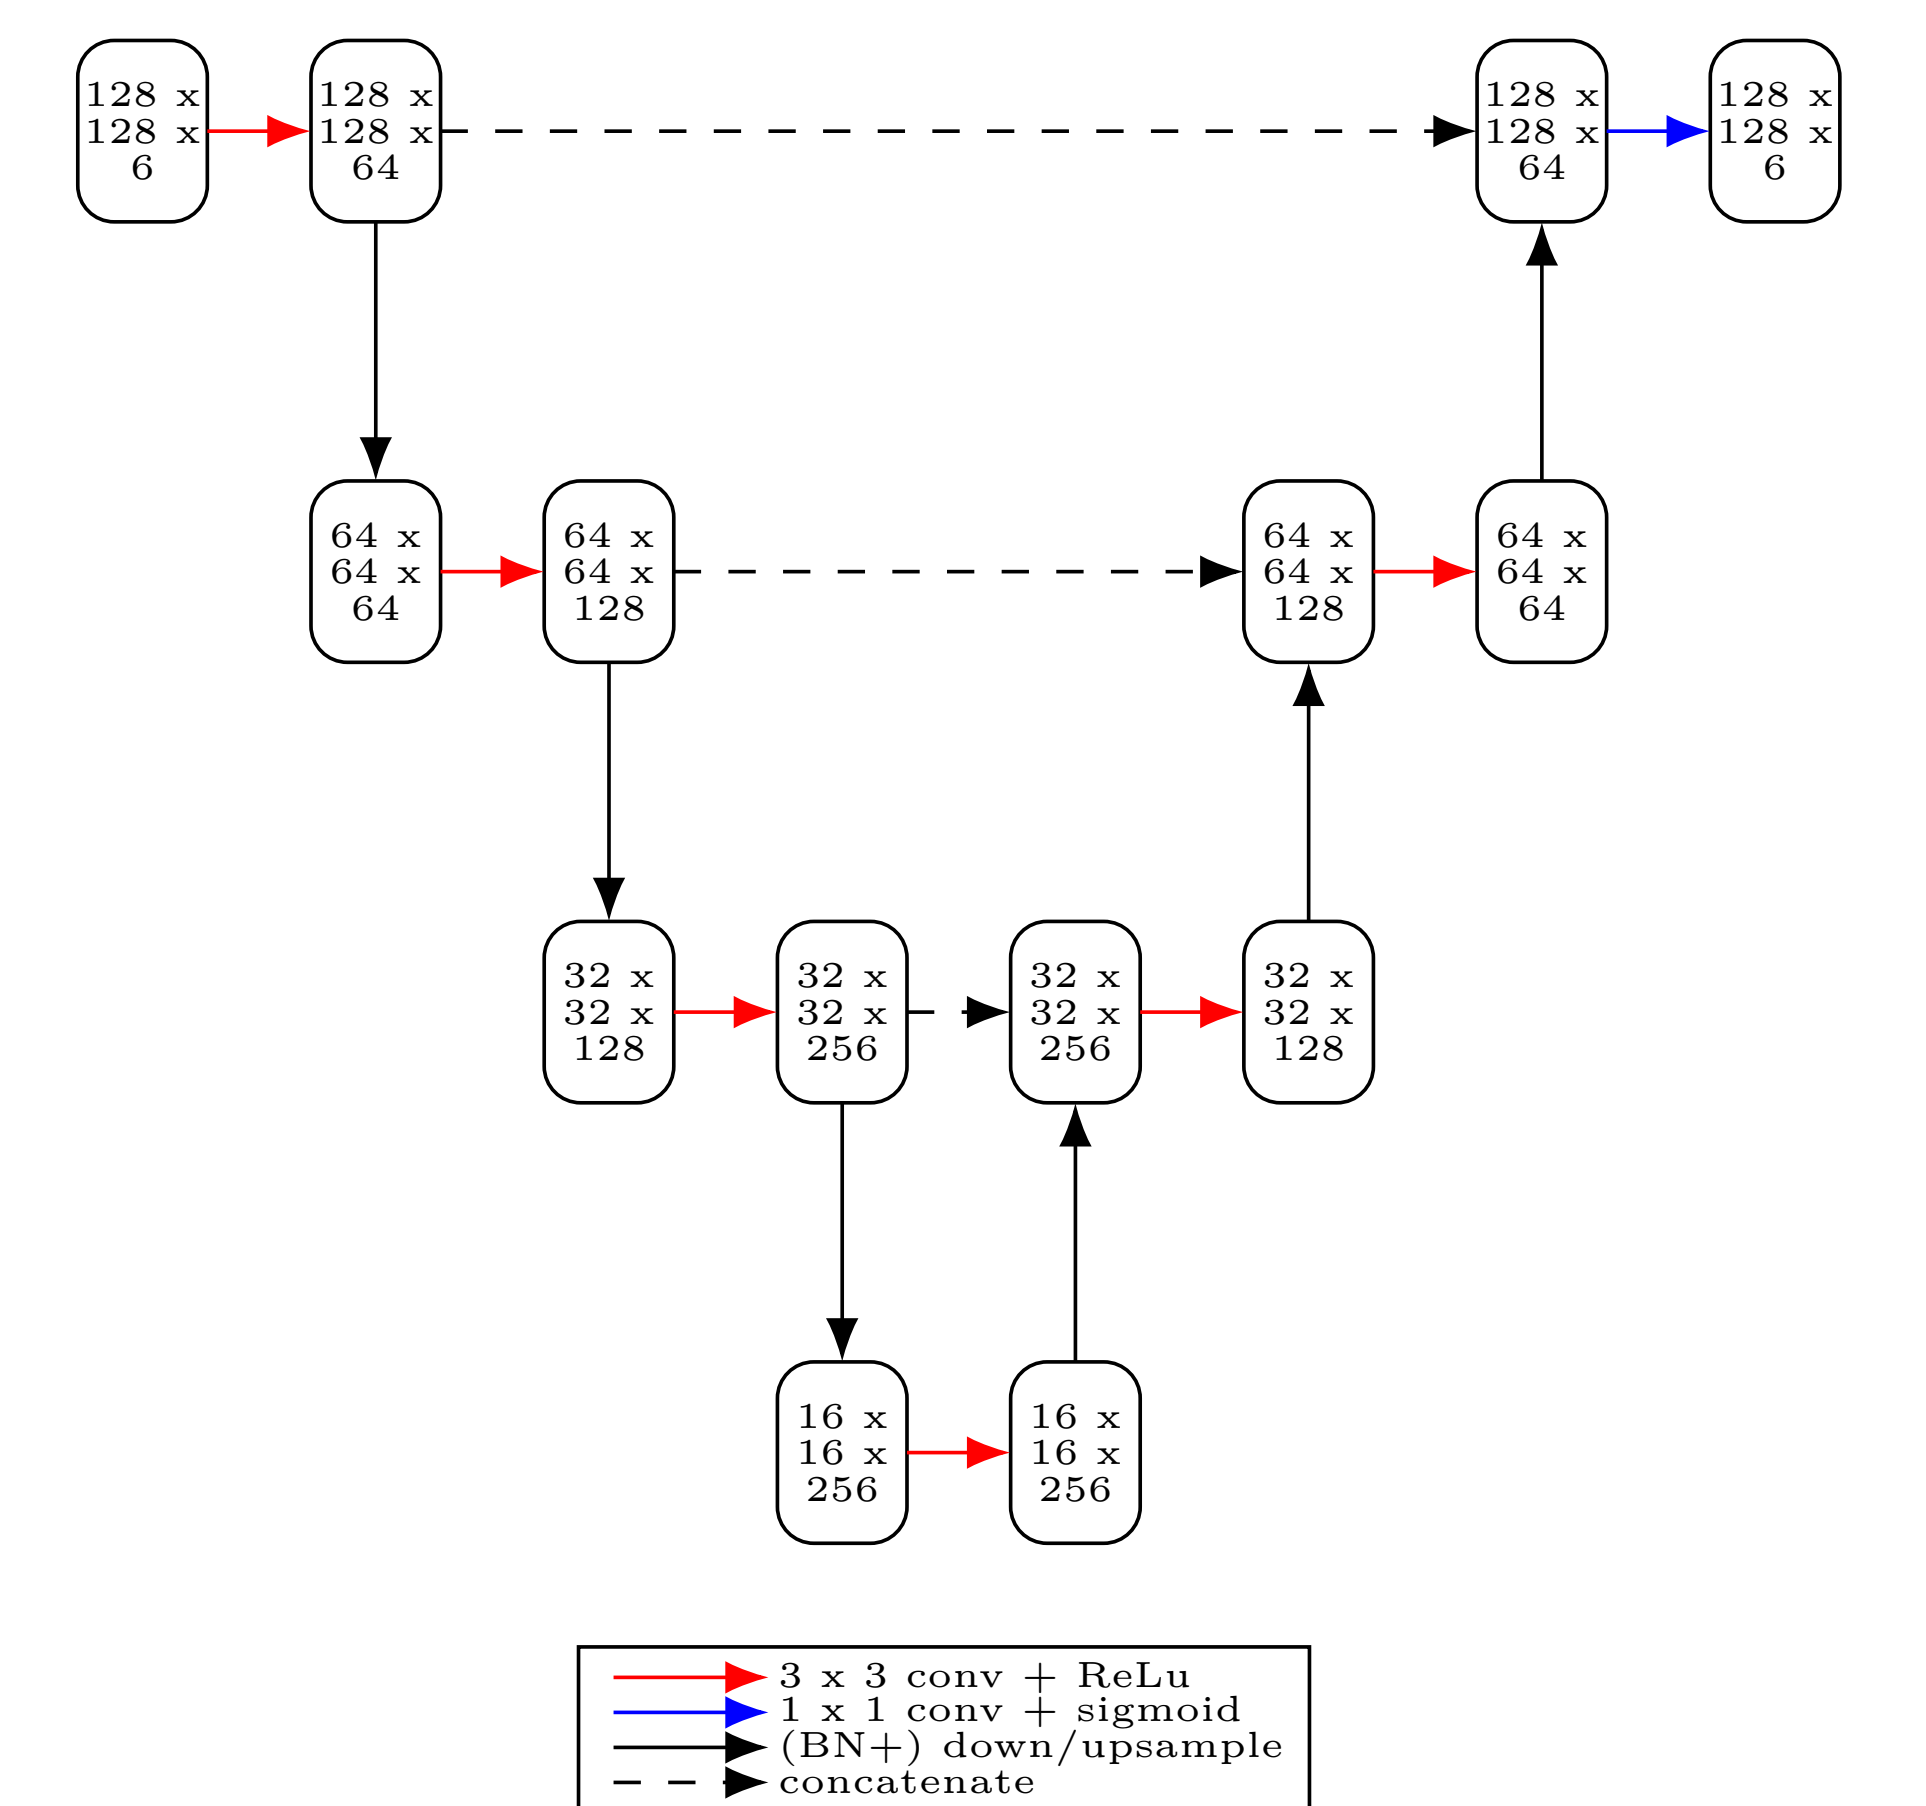 128 x
128 x
6
128 x
128 x
64
128 x
128 x
64
128 x
128 x
6
64 x
64 x
64
64 x
64 x
128
64 x
64 x
128
64 x
64 x
64
32 x
32 x
128
32 x
32 x
256
32 x
32 x
256
32 x
32 x
128
16 x
16 x
256
16 x
16 x
256
3 x 3 conv + ReLu
1 x 1 conv + sigmoid
(BN+) down/upsample
concatenate